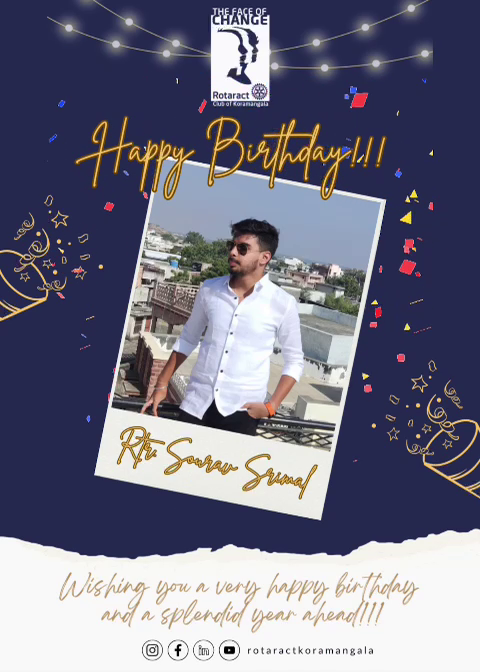 THE FACE OF
CHANGE
Rotaract
Club of Koramangala
Happy Birthday!!!
Rtr. Sourav Srimal
Wishing you a very happy birthday
and a splendid year ahead!!!
in
rotaractkoramangala